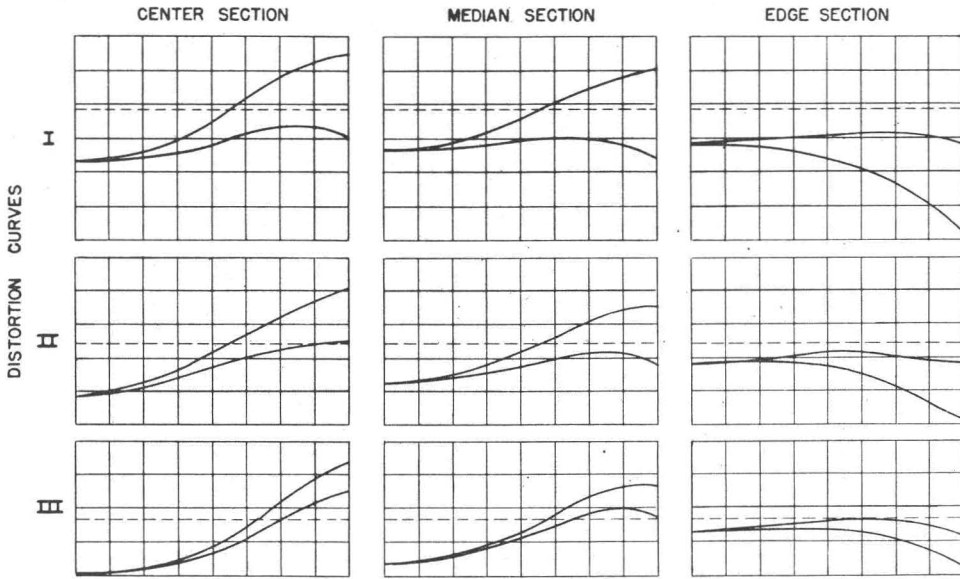 CENTER SECTION
MEDIAN SECTION
EDGE SECTION
DISTORTION CURVES
I
II
III